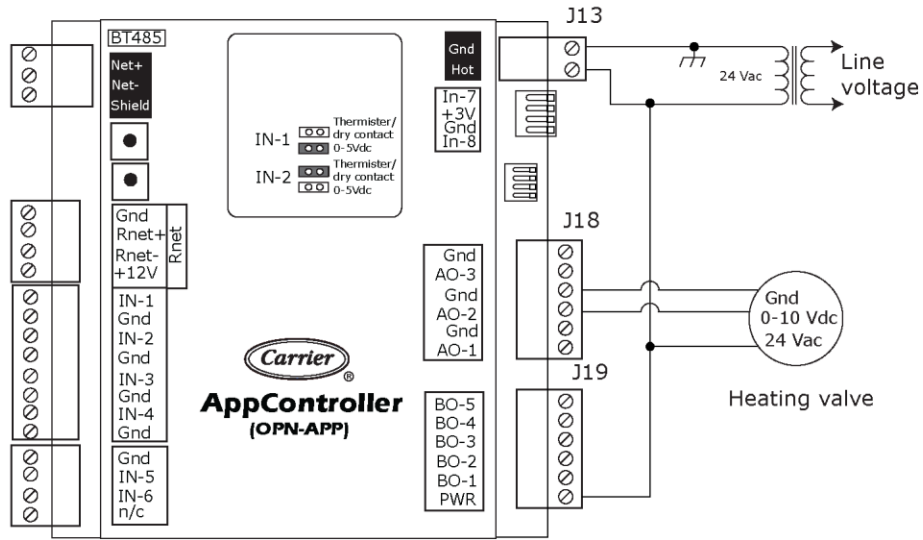 J13
BT485
Net+
Net-
Shield
Gnd
Hot
24 Vac
Line
voltage
In-7
+3V
Gnd
In-8
IN-1
Thermister/
dry contact
0-5Vdc
IN-2
Thermister/
dry contact
0-5Vdc
Gnd
Rnet+
Rnet-
+12V
Rnet
J18
Gnd
AO-3
Gnd
AO-2
Gnd
AO-1
Gnd
0-10 Vdc
24 Vac
Heating valve
IN-1
Gnd
IN-2
Gnd
IN-3
Gnd
IN-4
Gnd
Carrier
®
AppController
(OPN-APP)
J19
BO-5
BO-4
BO-3
BO-2
BO-1
PWR
Gnd
IN-5
IN-6
n/c